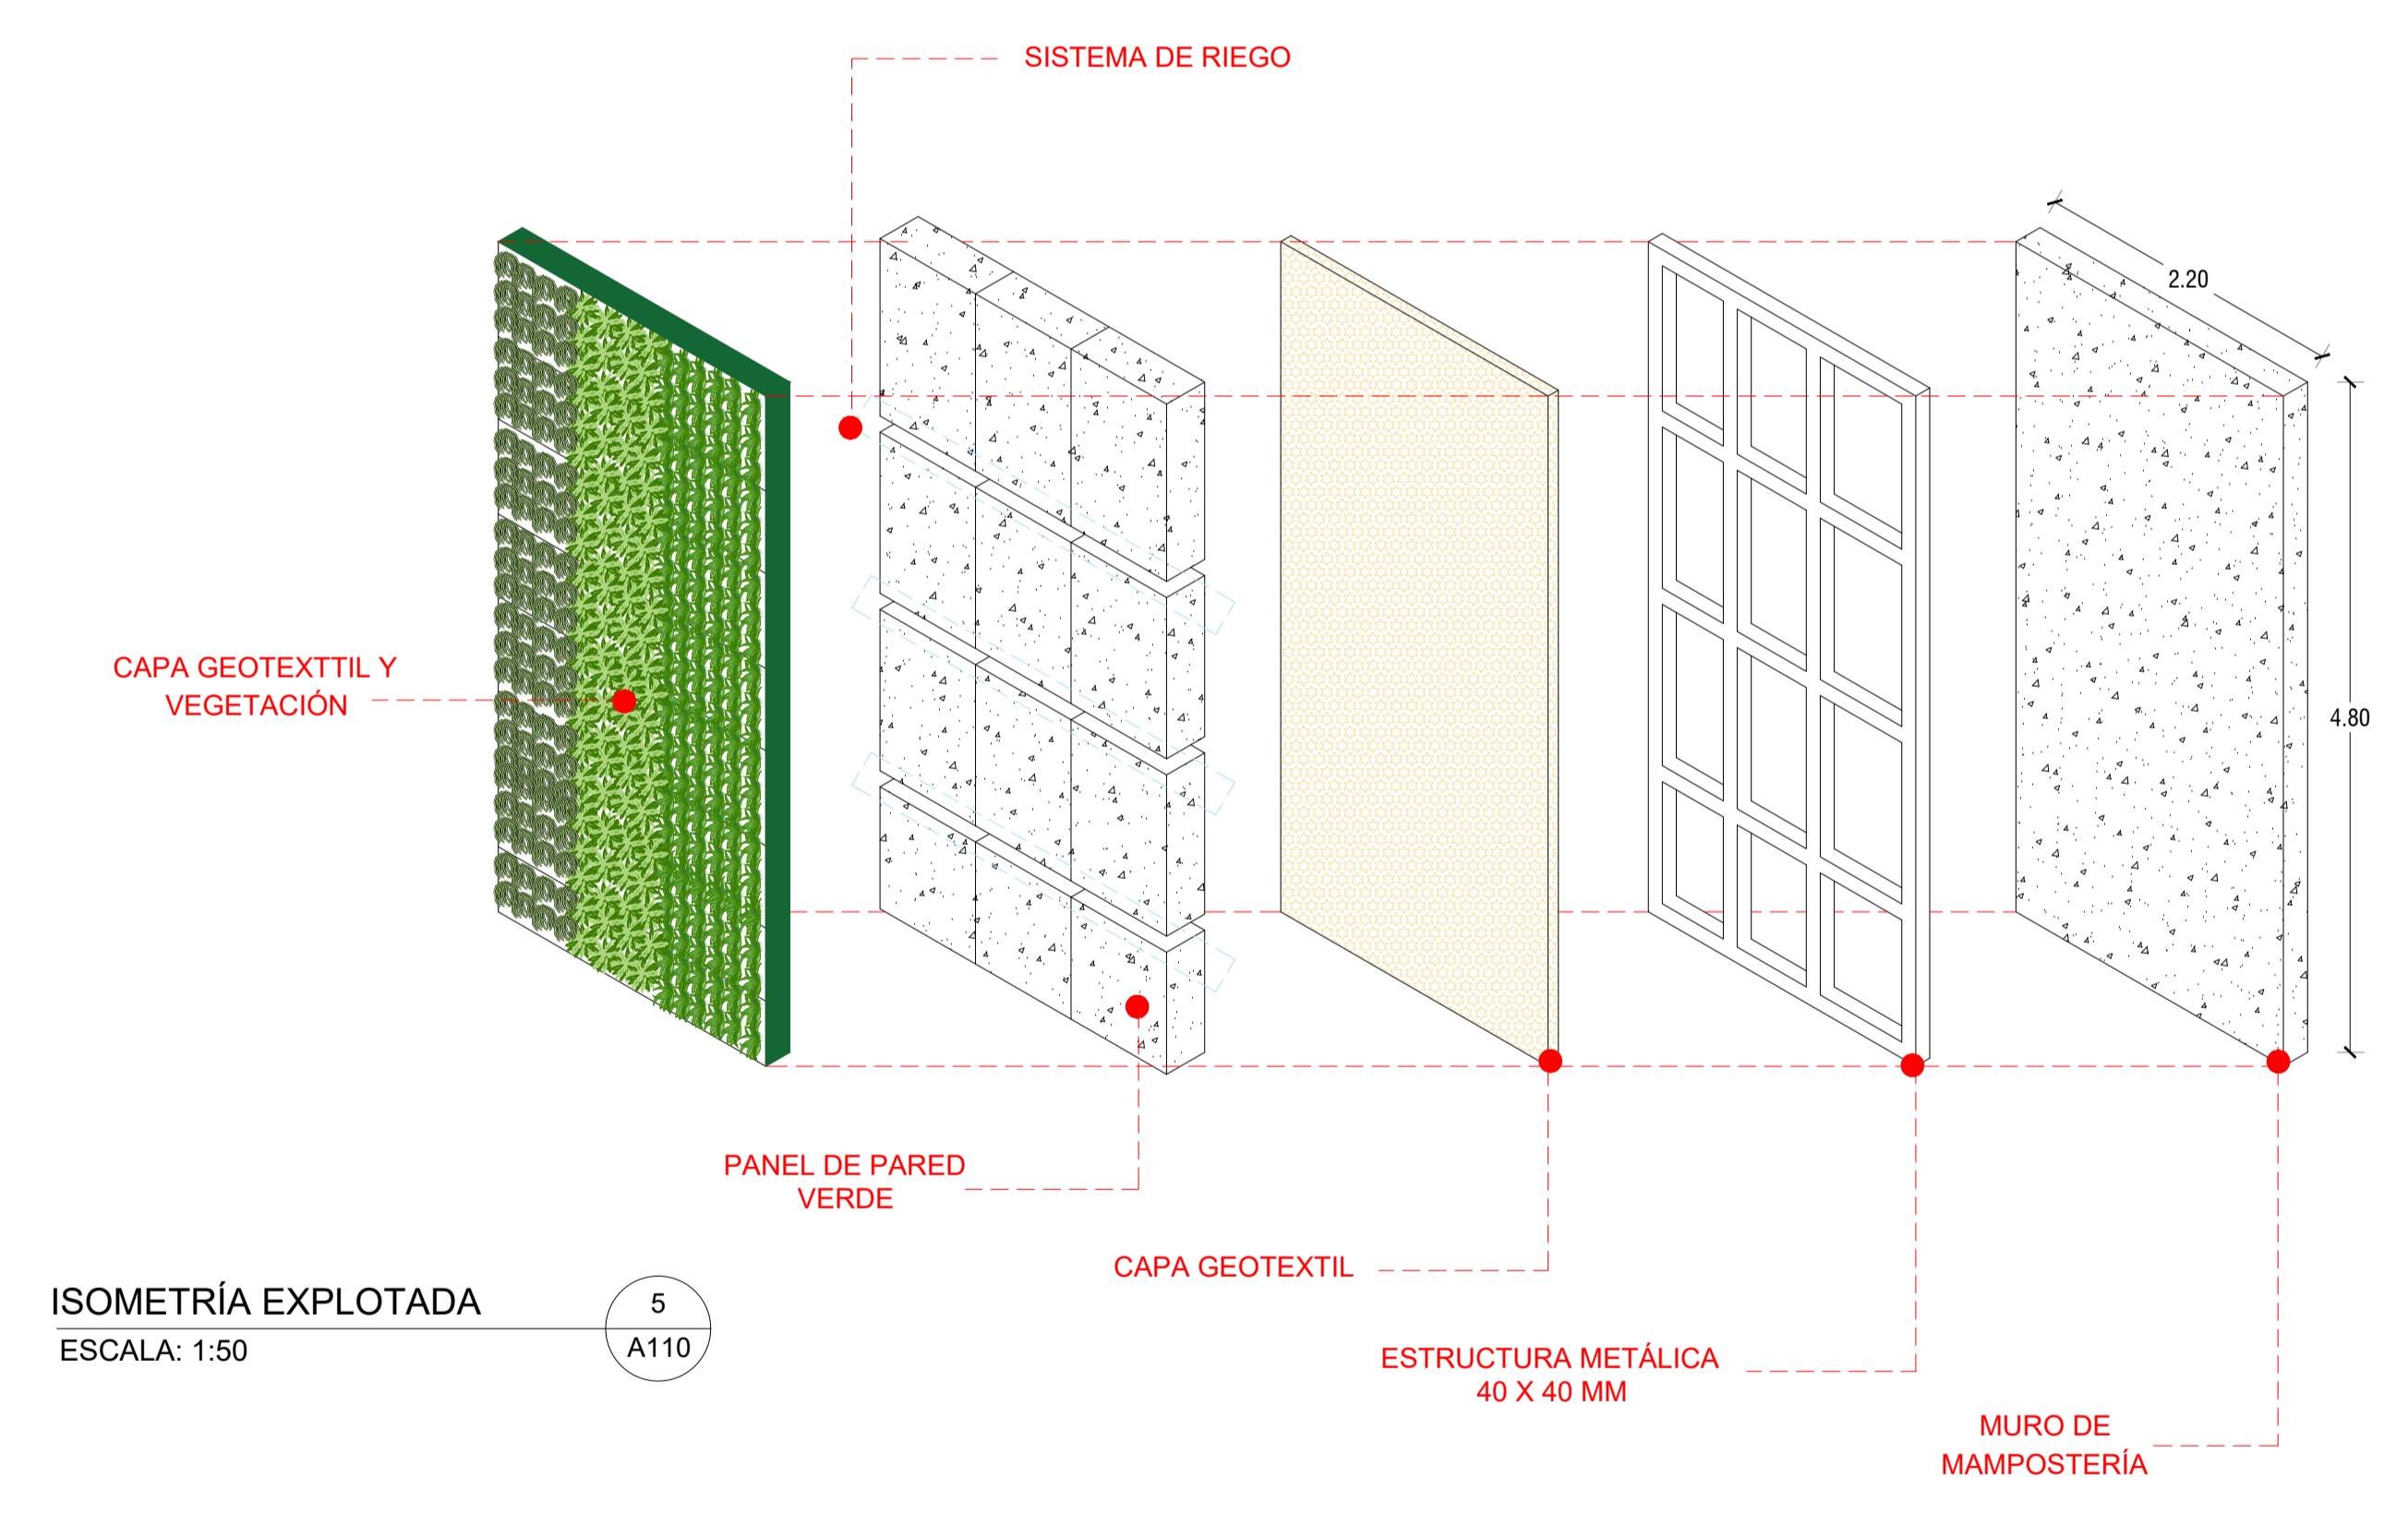 SISTEMA DE RIEGO
2.20
4.80
CAPA GEOTEXTTIL Y
VEGETACIÓN
PANEL DE PARED
VERDE
CAPA GEOTEXTIL
ESTRUCTURA METÁLICA
40 X 40 MM
MURO DE
MAMPOSTERÍA
ISOMETRÍA EXPLOTADA
ESCALA: 1:50
5
A110